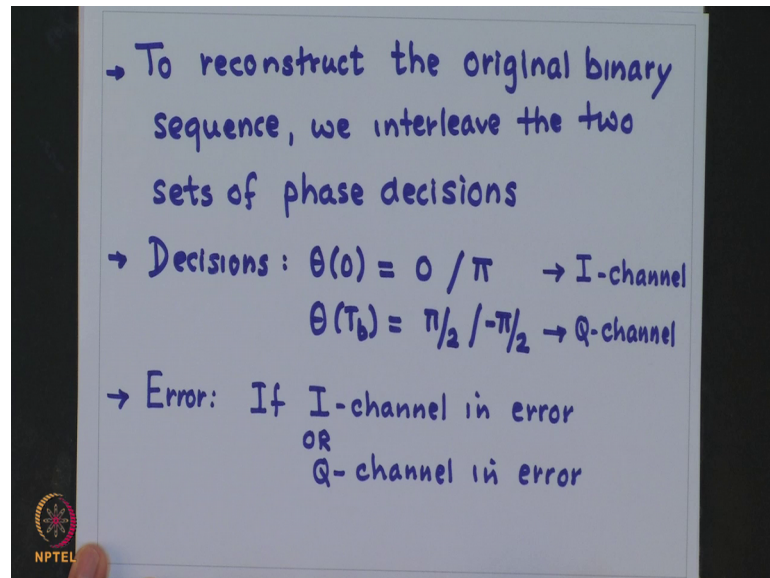 → To reconstruct the original binary
sequence, we interleave the two
sets of phase decisions
→ Decisions: θ(0) = 0 / π → I-channel
θ(T_b) = π/2 / -π/2 → Q-channel
→ Error: If I-channel in error
OR
Q- channel in error
NPTEL